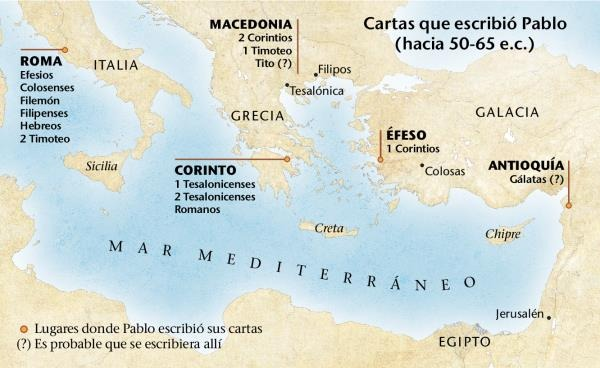 Cartas que escribió Pablo
(hacia 50-65 e.c.)
MACEDONIA
2 Corintios
1 Timoteo
Tito (?)
ROMA
Efesios
Colosenses
Filemón
Filipenses
Hebreos
2 Timoteo
ITALIA
Filipos
Tesalónica
GRECIA
GALACIA
ÉFESO
1 Corintios
Colosas
ANTIOQUÍA
Gálatas (?)
Sicilia
CORINTO
1 Tesalonicenses
2 Tesalonicenses
Romanos
Creta
Chipre
MAR MEDITERRÁNEO
Jerusalén
EGIPTO
Lugares donde Pablo escribió sus cartas
(?) Es probable que se escribiera allí